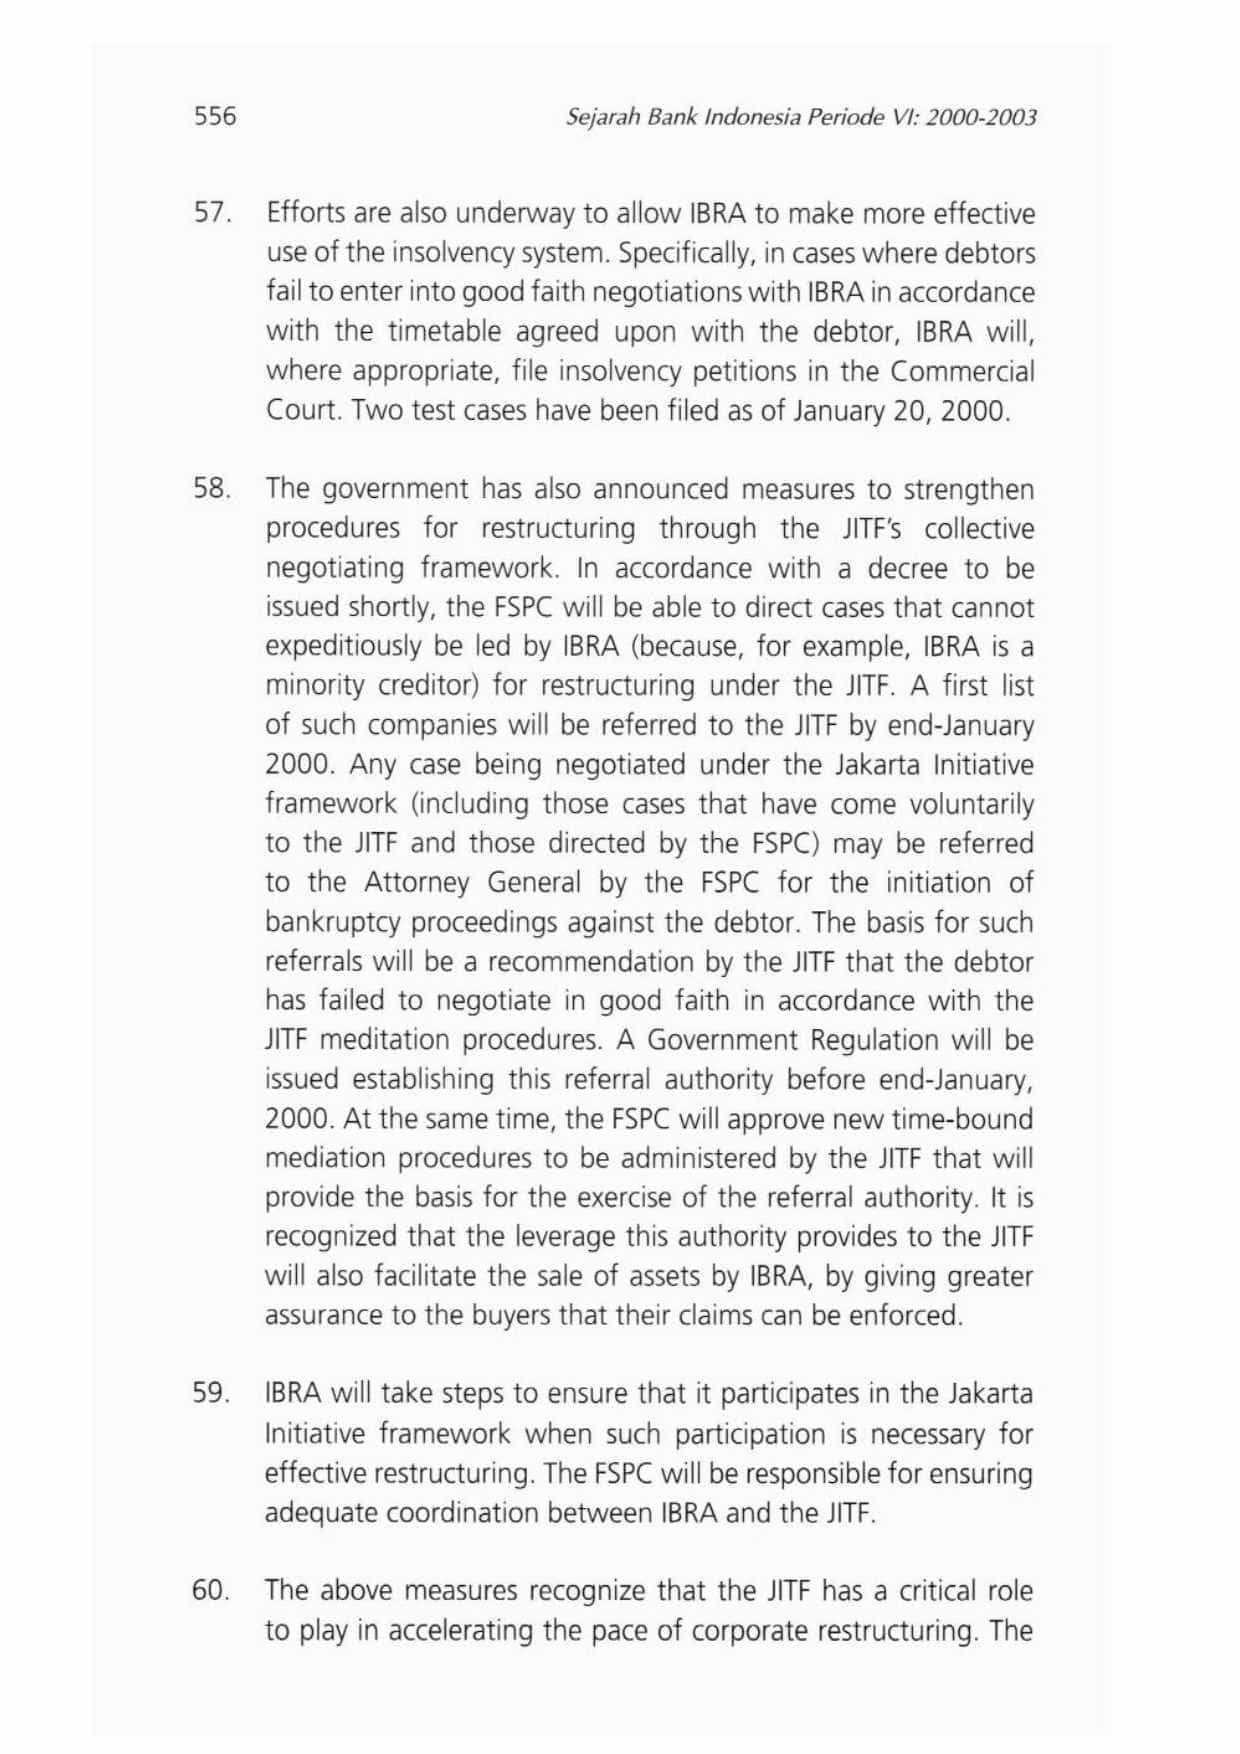 556
Sejarah Bank Indonesia Periode VI: 2000-2003
57. Efforts are also underway to allow IBRA to make more effective
use of the insolvency system. Specifically, in cases where debtors
fail to enter into good faith negotiations with IBRA in accordance
with the timetable agreed upon with the debtor, IBRA will,
where appropriate, file insolvency petitions in the Commercial
Court. Two test cases have been filed as of January 20, 2000.
58. The government has also announced measures to strengthen
procedures for restructuring through the JITF's collective
negotiating framework. In accordance with a decree to be
issued shortly, the FSPC will be able to direct cases that cannot
expeditiously be led by IBRA (because, for example, IBRA is a
minority creditor) for restructuring under the JITF. A first list
of such companies will be referred to the JITF by end-January
2000. Any case being negotiated under the Jakarta Initiative
framework (including those cases that have come voluntarily
to the JITF and those directed by the FSPC) may be referred
to the Attorney General by the FSPC for the initiation of
bankruptcy proceedings against the debtor. The basis for such
referrals will be a recommendation by the JITF that the debtor
has failed to negotiate in good faith in accordance with the
JITF meditation procedures. A Government Regulation will be
issued establishing this referral authority before end-January,
2000. At the same time, the FSPC will approve new time-bound
mediation procedures to be administered by the JITF that will
provide the basis for the exercise of the referral authority. It is
recognized that the leverage this authority provides to the JITF
will also facilitate the sale of assets by IBRA, by giving greater
assurance to the buyers that their claims can be enforced.
59. IBRA will take steps to ensure that it participates in the Jakarta
Initiative framework when such participation is necessary for
effective restructuring. The FSPC will be responsible for ensuring
adequate coordination between IBRA and the JITF.
60. The above measures recognize that the JITF has a critical role
to play in accelerating the pace of corporate restructuring. The